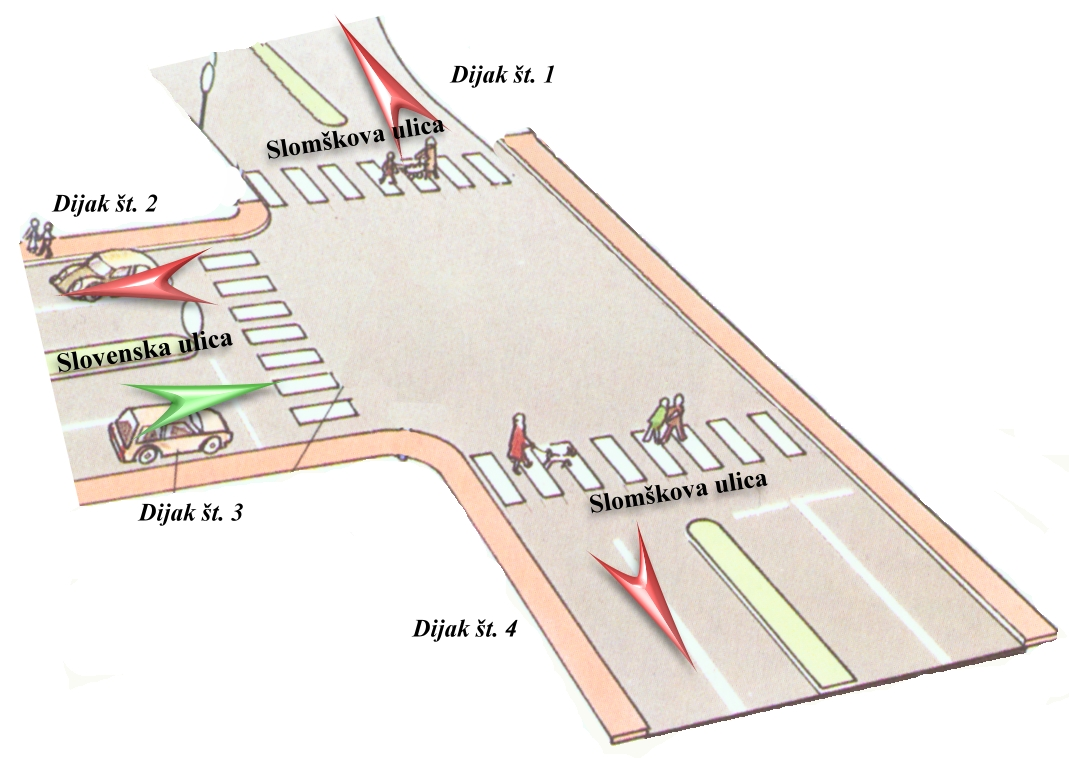 Dijak št. 1
Slomškova ulica
Dijak št. 2
Slovenska ulica
Slomškova ulica
Dijak št. 3
Dijak št. 4